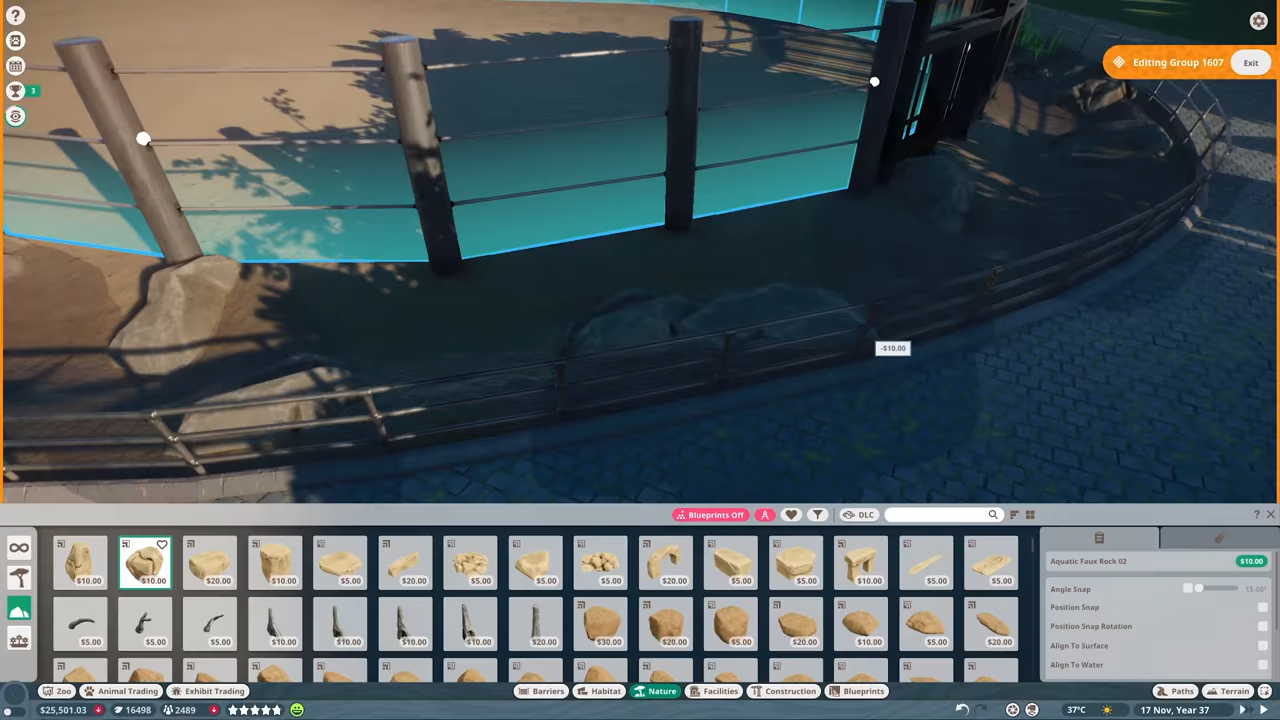 ?
Editing Group 1607
Exit
3
-$10.00
Blueprints Off
DLC
?
$10.00 $10.00 $20.00 $10.00 $5.00 $20.00 $5.00 $5.00 $5.00 $20.00 $5.00 $5.00 $10.00 $5.00 $5.00
$5.00 $5.00 $5.00 $10.00 $10.00 $10.00 $10.00 $20.00 $30.00 $20.00 $5.00 $20.00 $10.00 $5.00 $20.00
Aquatic Faux Rock 02
$10.00
Angle Snap
15.00°
Position Snap
Position Snap Rotation
Align To Surface
Align To Water
Zoo
Animal Trading
Exhibit Trading
Barriers
Habitat
Nature
Facilities
Construction
Blueprints
Paths
Terrain
$25,501.03
16498
2489
37°C
17 Nov, Year 37